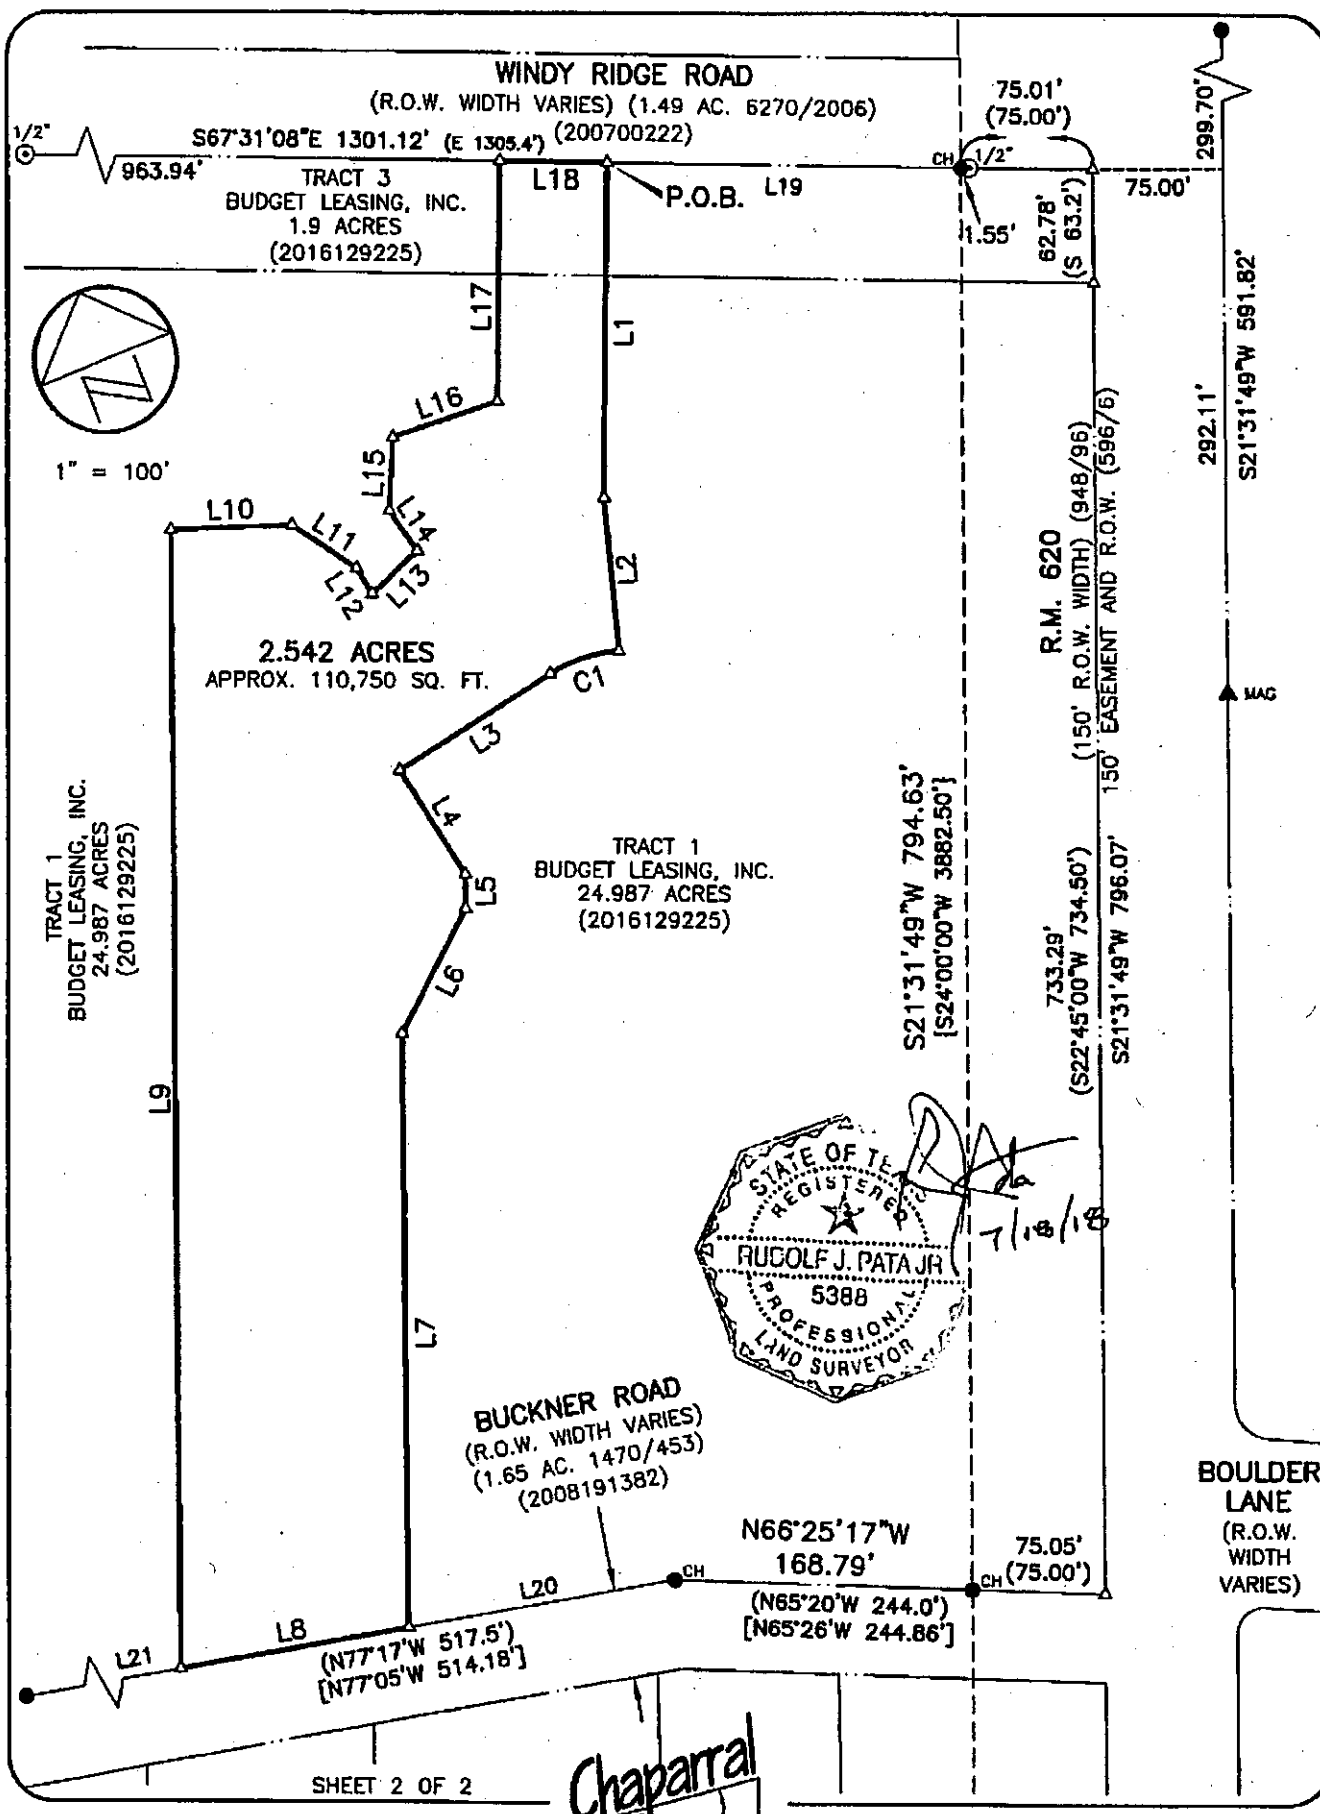 WINDY RIDGE ROAD
(R.O.W. WIDTH VARIES) (1.49 AC. 6270/2006)
(200700222)
1/2"
S67°31'08"E 1301.12' (E 1305.4')
963.94'
TRACT 3
BUDGET LEASING, INC.
1.9 ACRES
(2016129225)
L18
P.O.B.
L19
CH
1/2"
75.01'
(75.00')
75.00'
1.55'
62.78'
(S 63.2')
299.70'
S21°31'49"W 591.82'
292.11'
L17
L1
N
1" = 100'
L16
L15
L14
L10
L11
L12
L13
L2
2.542 ACRES
APPROX. 110,750 SQ. FT.
C1
L3
L4
L5
L6
R.M. 620
(150' R.O.W. WIDTH) (948/96)
150' EASEMENT AND R.O.W. (596/6)
MAG
TRACT 1
BUDGET LEASING, INC.
24.987 ACRES
(2016129225)
TRACT 1
BUDGET LEASING, INC.
24.987 ACRES
(2016129225)
S21°31'49"W 794.63'
[S24°00'00"W 3882.50']
733.29'
(S22°45'00"W 734.50')
S21°31'49"W 796.07'
L9
L7
STATE OF TEXAS
REGISTERED
RUDOLF J. PATA JR
5388
PROFESSIONAL
LAND SURVEYOR
7/18/18
BUCKNER ROAD
(R.O.W. WIDTH VARIES)
(1.65 AC. 1470/453)
(2008191382)
BOULDER
LANE
(R.O.W.
WIDTH
VARIES)
N66°25'17"W
168.79'
(N65°20'W 244.0')
[N65°26'W 244.86']
75.05'
(75.00')
CH
CH
L20
L8
L21
(N77°17'W 517.5')
[N77°05'W 514.18']
SHEET 2 OF 2
Chaparral